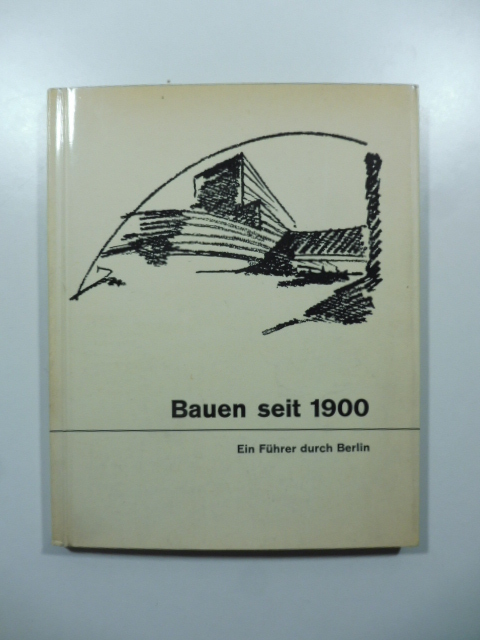 Bauen seit 1900
Ein Führer durch Berlin